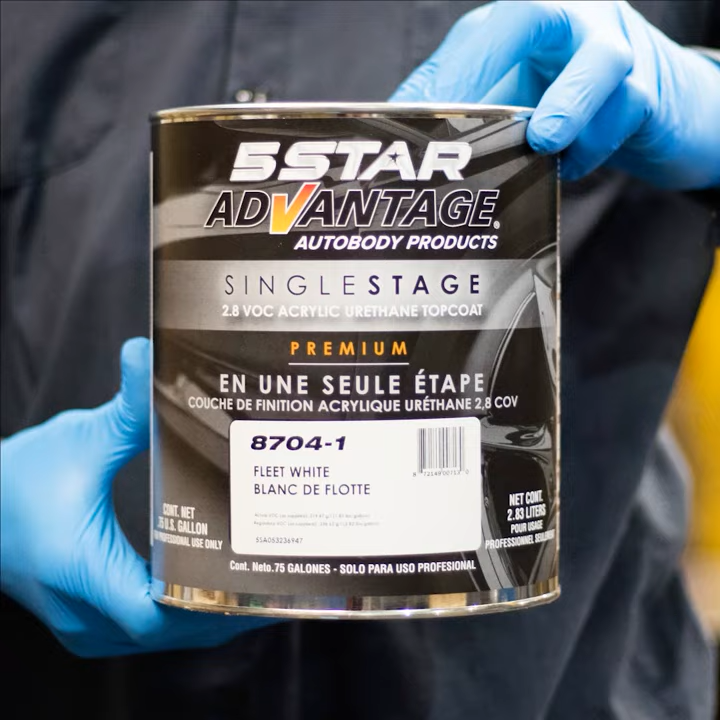 5STAR
ADVANTAGE®
AUTOBODY PRODUCTS
SINGLESTAGE
2.8 VOC ACRYLIC URETHANE TOPCOAT
PREMIUM
EN UNE SEULE ÉTAPE
COUCHE DE FINITION ACRYLIQUE URÉTHANE 2,8 COV
8704-1
FLEET WHITE
BLANC DE FLOTTE
SSA053236947
CONT. NET
.75 U.S. GALLON
PROFESSIONAL USE ONLY
NET CONT.
2.83 LITERS
POUR USAGE
PROFESSIONNEL
Cont. Neto.75 GALONES - SOLO PARA USO PROFESIONAL